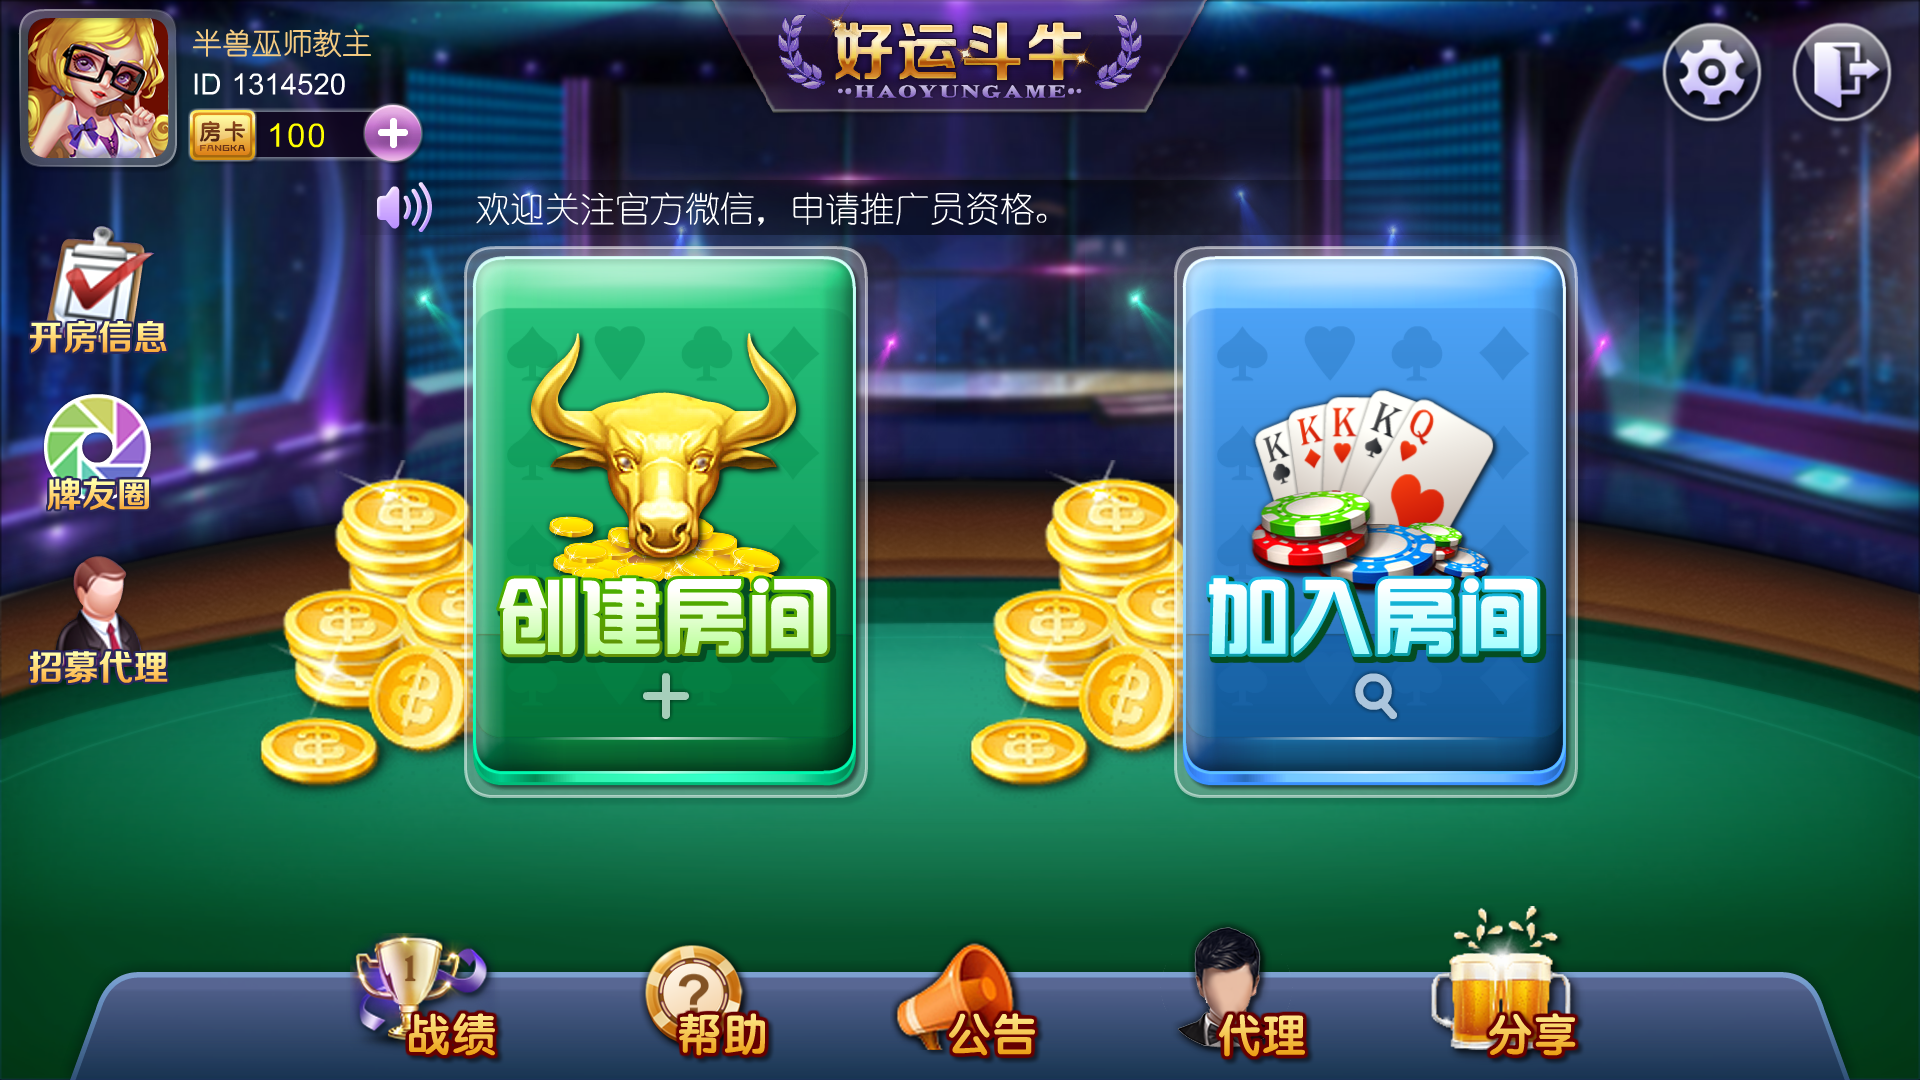 半兽巫师教主
ID 1314520
房卡
FANGKA
100
好运斗牛
HAOYUNGAME
欢迎关注官方微信，申请推广员资格。
开房信息
牌友圈
招募代理
创建房间
K K K K Q
加入房间
1
战绩
?
帮助
公告
代理
分享